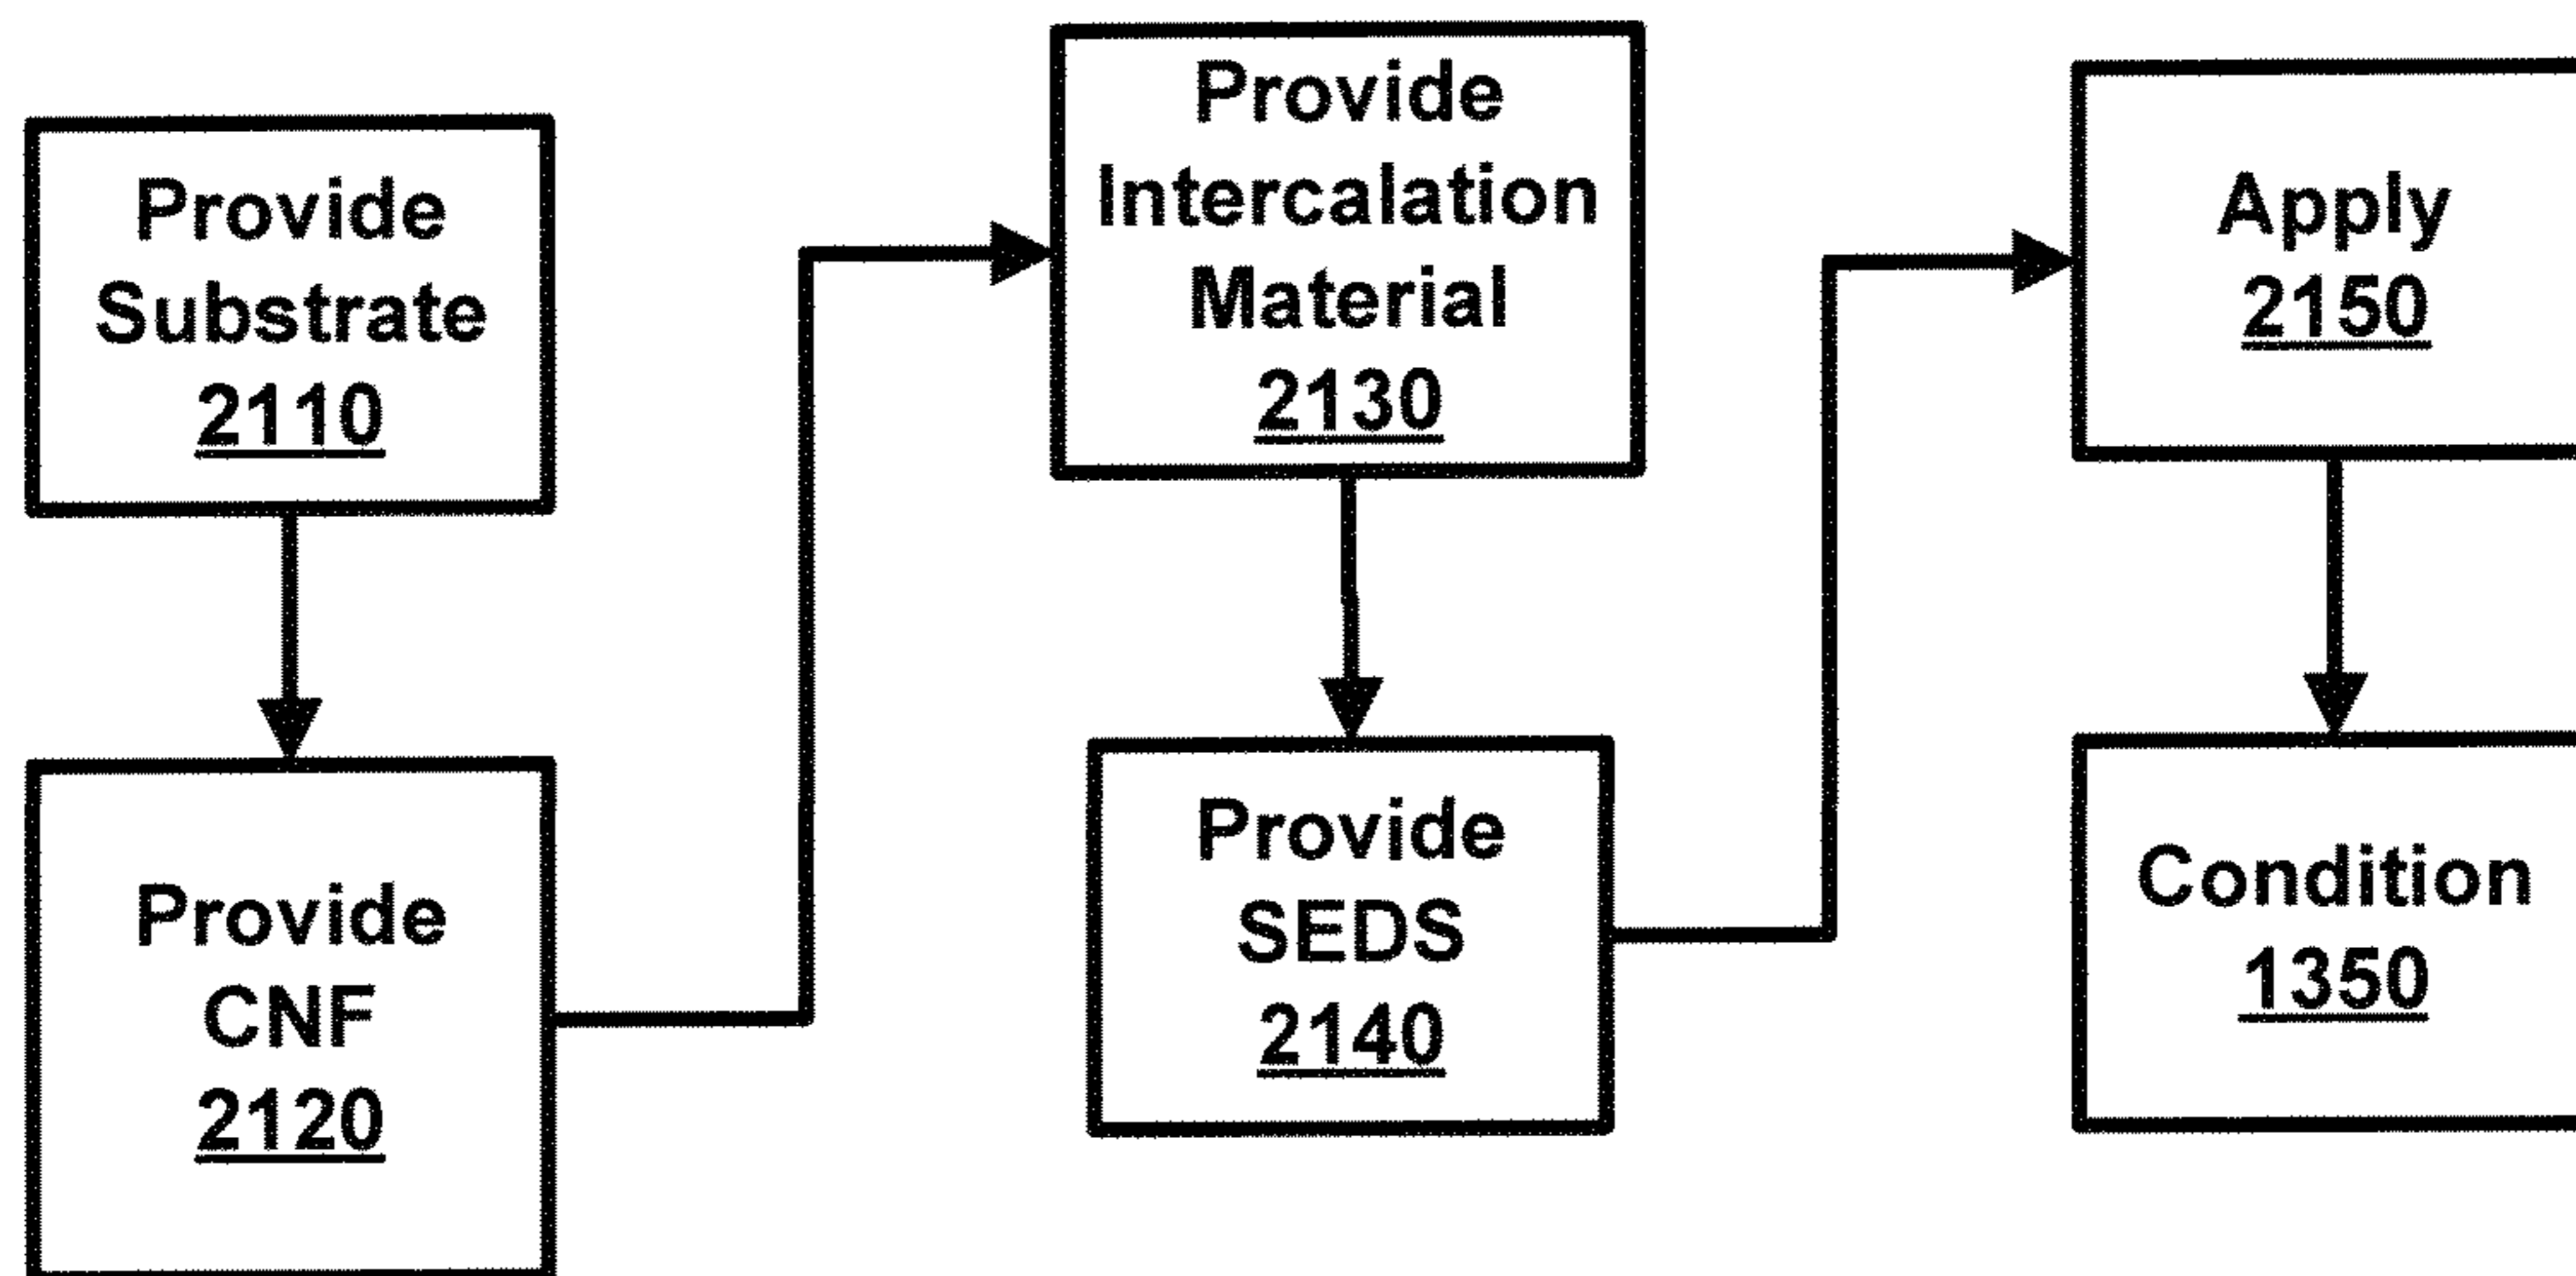 Provide
Substrate
2110
Provide
CNF
2120
Provide
Intercalation
Material
2130
Provide
SEDS
2140
Apply
2150
Condition
1350